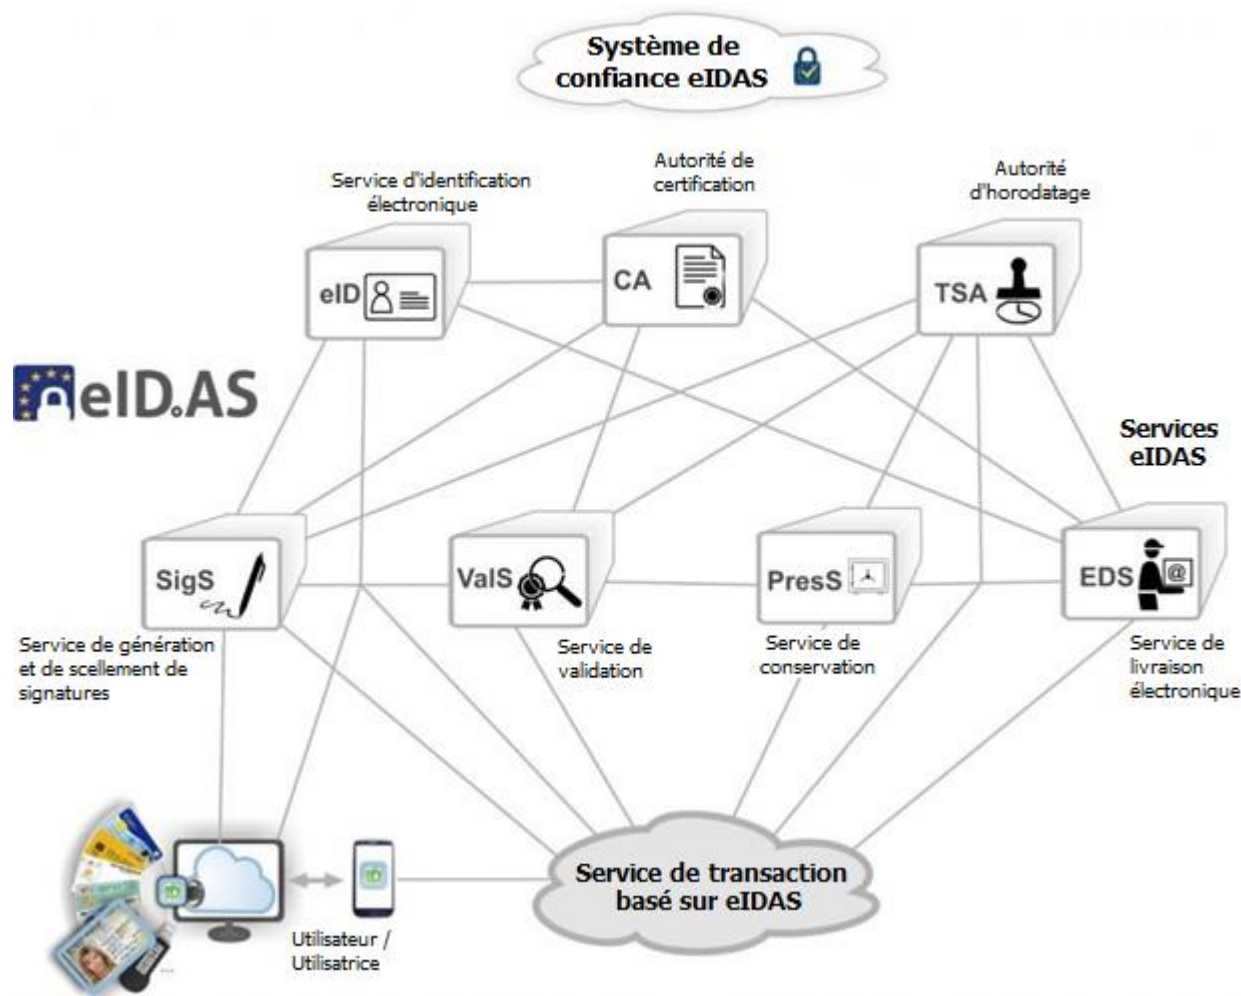 Système de
confiance eIDAS
Service d'identification
électronique
Autorité de
certification
Autorité
d'horodatage
eID
CA
TSA
eID.AS
Services
eIDAS
SigS
ValS
PresS
EDS
@
Service de génération
et de scellement de
signatures
Service de
validation
Service de
conservation
Service de
livraison
électronique
Service de transaction
basé sur eIDAS
Utilisateur /
Utilisatrice
...